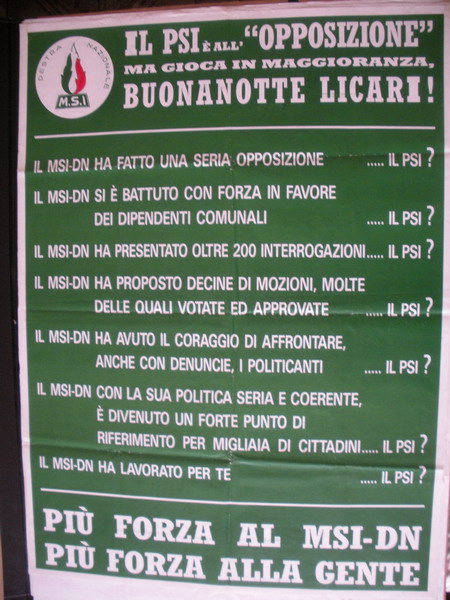 DESTRA NAZIONALE
M.S.I
IL PSI È ALL' "OPPOSIZIONE"
MA GIOCA IN MAGGIORANZA,
BUONANOTTE LICARI!
IL MSI-DN HA FATTO UNA SERIA OPPOSIZIONE ..... IL PSI ?
IL MSI-DN SI È BATTUTO CON FORZA IN FAVORE
DEI DIPENDENTI COMUNALI ..... IL PSI ?
IL MSI-DN HA PRESENTATO OLTRE 200 INTERROGAZIONI..... IL PSI ?
IL MSI-DN HA PROPOSTO DECINE DI MOZIONI, MOLTE
DELLE QUALI VOTATE ED APPROVATE ..... IL PSI ?
IL MSI-DN HA AVUTO IL CORAGGIO DI AFFRONTARE,
ANCHE CON DENUNCIE, I POLITICANTI ..... IL PSI ?
IL MSI-DN CON LA SUA POLITICA SERIA E COERENTE,
È DIVENUTO UN FORTE PUNTO DI
RIFERIMENTO PER MIGLIAIA DI CITTADINI..... IL PSI ?
IL MSI-DN HA LAVORATO PER TE ..... IL PSI ?
PIÙ FORZA AL MSI-DN
PIÙ FORZA ALLA GENTE